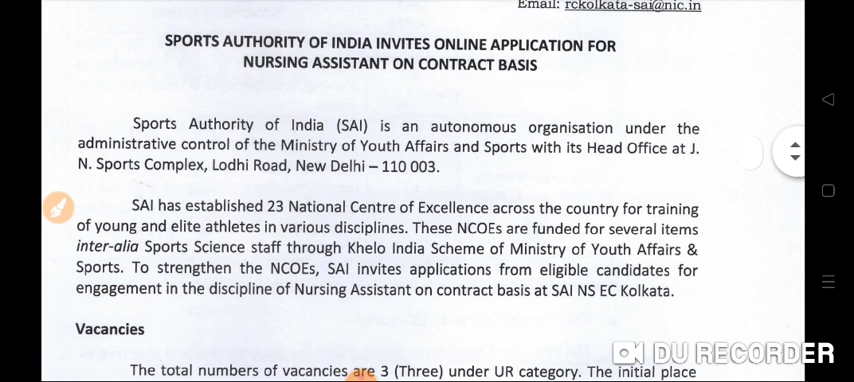 Email: rckolkata-sai@nic.in
SPORTS AUTHORITY OF INDIA INVITES ONLINE APPLICATION FOR
NURSING ASSISTANT ON CONTRACT BASIS
Sports Authority of India (SAI) is an autonomous organisation under the
administrative control of the Ministry of Youth Affairs and Sports with its Head Office at J.
N. Sports Complex, Lodhi Road, New Delhi – 110 003.
SAI has established 23 National Centre of Excellence across the country for training
of young and elite athletes in various disciplines. These NCOEs are funded for several items
inter-alia Sports Science staff through Khelo India Scheme of Ministry of Youth Affairs &
Sports. To strengthen the NCOEs, SAI invites applications from eligible candidates for
engagement in the discipline of Nursing Assistant on contract basis at SAI NS EC Kolkata.
Vacancies
The total numbers of vacancies are 3 (Three) under UR category. The initial place
DU RECORDER